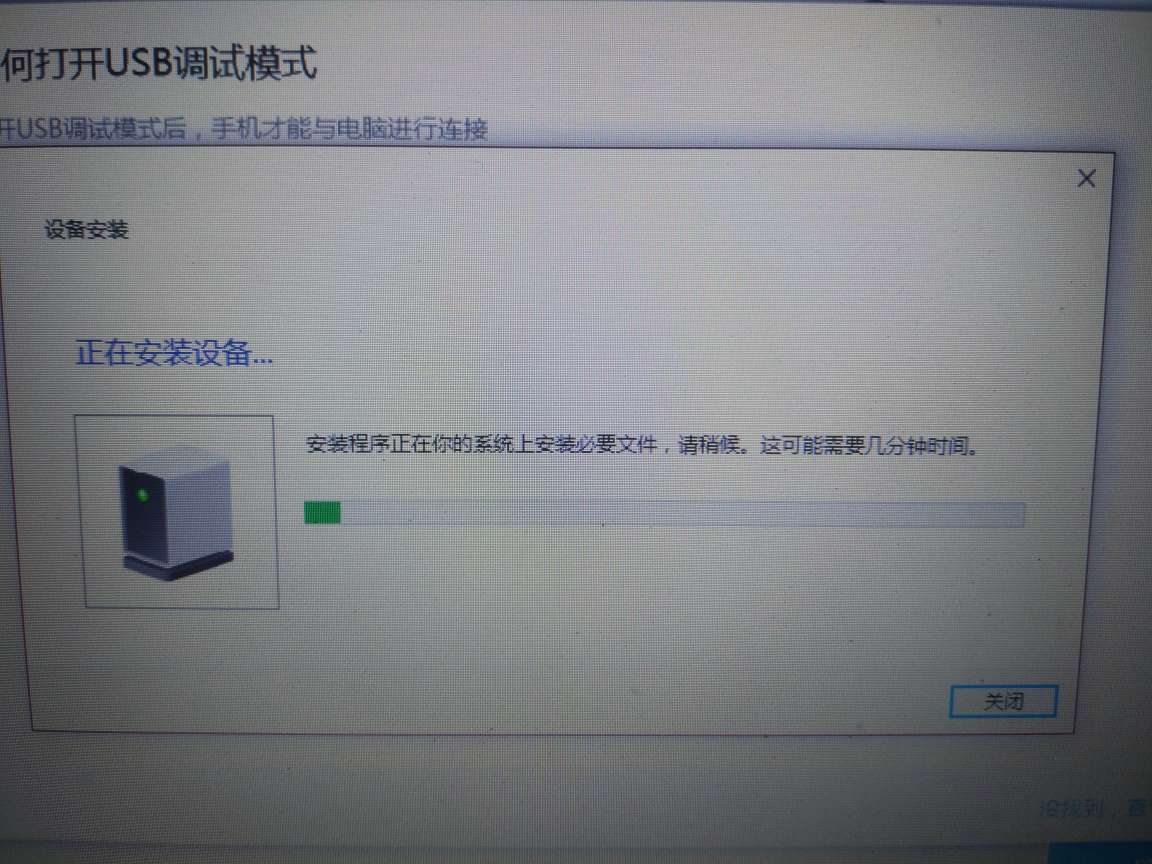 何打开USB调试模式
开USB调试模式后，手机才能与电脑进行连接
设备安装
正在安装设备...
安装程序正在你的系统上安装必要文件，请稍候。这可能需要几分钟时间。
关闭
没找到，直